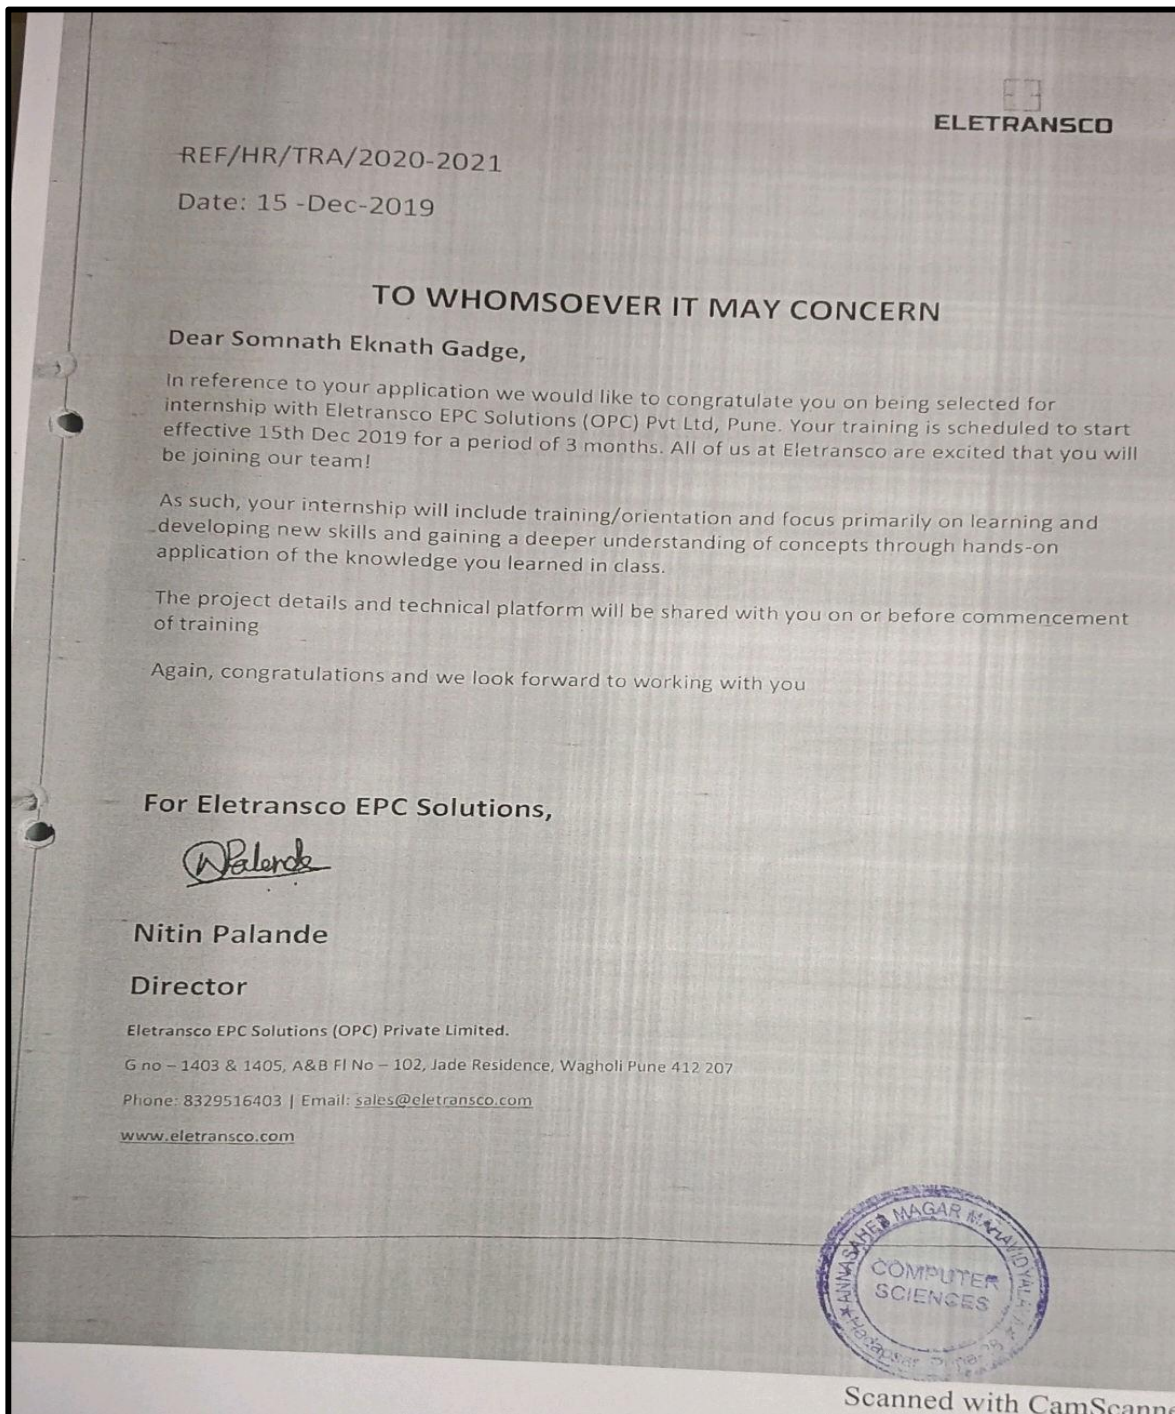 ELETRANSCO
REF/HR/TRA/2020-2021
Date: 15 -Dec-2019
TO WHOMSOEVER IT MAY CONCERN
Dear Somnath Eknath Gadge,
In reference to your application we would like to congratulate you on being selected for
internship with Eletransco EPC Solutions (OPC) Pvt Ltd, Pune. Your training is scheduled to start
effective 15th Dec 2019 for a period of 3 months. All of us at Eletransco are excited that you will
be joining our team!
As such, your internship will include training/orientation and focus primarily on learning and
developing new skills and gaining a deeper understanding of concepts through hands-on
application of the knowledge you learned in class.
The project details and technical platform will be shared with you on or before commencement
of training
Again, congratulations and we look forward to working with you
For Eletransco EPC Solutions,
NPalande
Nitin Palande
Director
Eletransco EPC Solutions (OPC) Private Limited.
G no – 1403 & 1405, A&B Fl No – 102, Jade Residence, Wagholi Pune 412 207
Phone: 8329516403 | Email: sales@eletransco.com
www.eletransco.com
ANNASAHEB MAGAR MAHAVIDYALAYA
COMPUTER
SCIENCES
Hadapsar Pune-28
Scanned with CamScanne